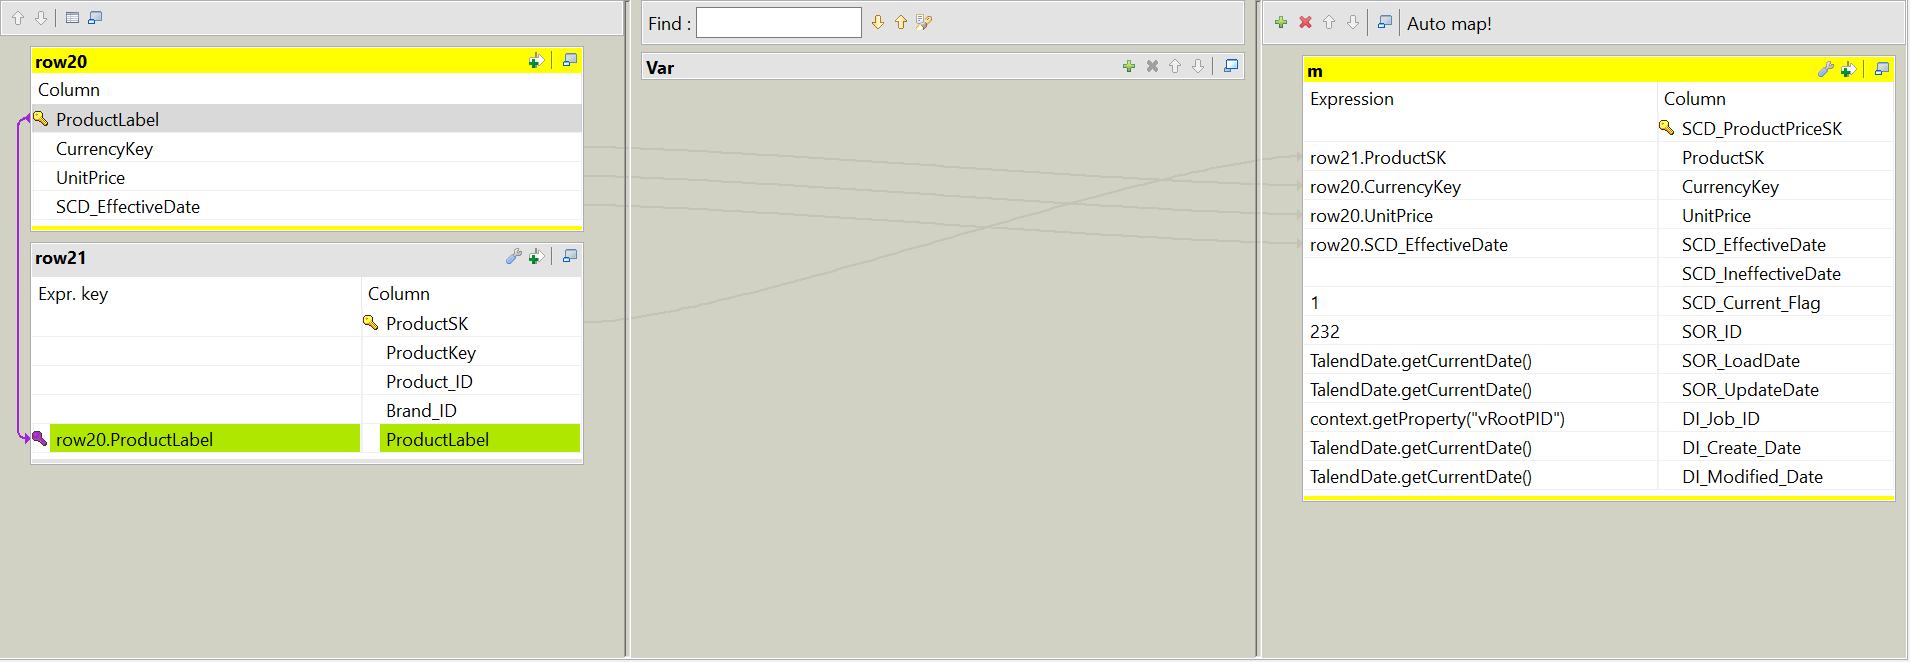 row20
Column
ProductLabel
CurrencyKey
UnitPrice
SCD_EffectiveDate
row21
Expr. key Column
ProductSK
ProductKey
Product_ID
Brand_ID
row20.ProductLabel ProductLabel
Find :
Var
Auto map!
m
Expression Column
SCD_ProductPriceSK
row21.ProductSK ProductSK
row20.CurrencyKey CurrencyKey
row20.UnitPrice UnitPrice
row20.SCD_EffectiveDate SCD_EffectiveDate
SCD_IneffectiveDate
1 SCD_Current_Flag
232 SOR_ID
TalendDate.getCurrentDate() SOR_LoadDate
TalendDate.getCurrentDate() SOR_UpdateDate
context.getProperty("vRootPID") DI_Job_ID
TalendDate.getCurrentDate() DI_Create_Date
TalendDate.getCurrentDate() DI_Modified_Date